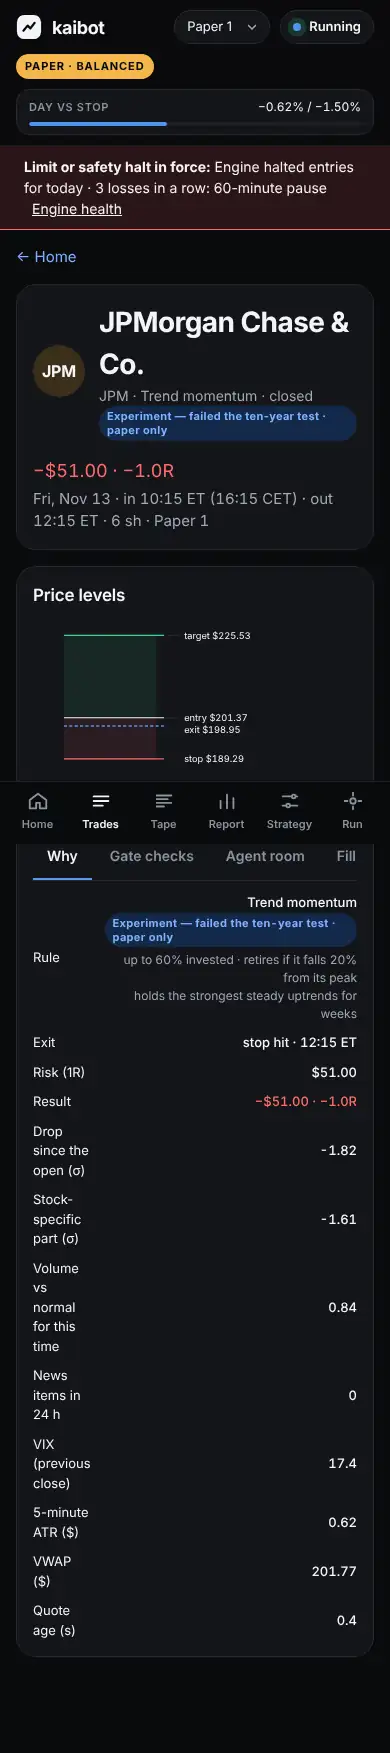 kaibot
Paper 1
Running
PAPER · BALANCED
DAY VS STOP
−0.62% / −1.50%
Limit or safety halt in force: Engine halted entries
for today · 3 losses in a row: 60-minute pause
Engine health
← Home
JPM
JPMorgan Chase &
Co.
JPM · Trend momentum · closed
Experiment — failed the ten-year test ·
paper only
−$51.00 · −1.0R
Fri, Nov 13 · in 10:15 ET (16:15 CET) · out
12:15 ET · 6 sh · Paper 1
Price levels
target $225.53
entry $201.37
exit $198.95
stop $189.29
Home
Trades
Tape
Report
Strategy
Run
Why
Gate checks
Agent room
Fill
Rule
Trend momentum
Experiment — failed the ten-year test ·
paper only
up to 60% invested · retires if it falls 20%
from its peak
holds the strongest steady uptrends for
weeks
Exit
stop hit · 12:15 ET
Risk (1R)
$51.00
Result
−$51.00 · −1.0R
Drop
since the
open (σ)
-1.82
Stock-
specific
part (σ)
-1.61
Volume
vs
normal
for this
time
0.84
News
items in
24 h
0
VIX
(previous
close)
17.4
5-minute
ATR ($)
0.62
VWAP
($)
201.77
Quote
age (s)
0.4